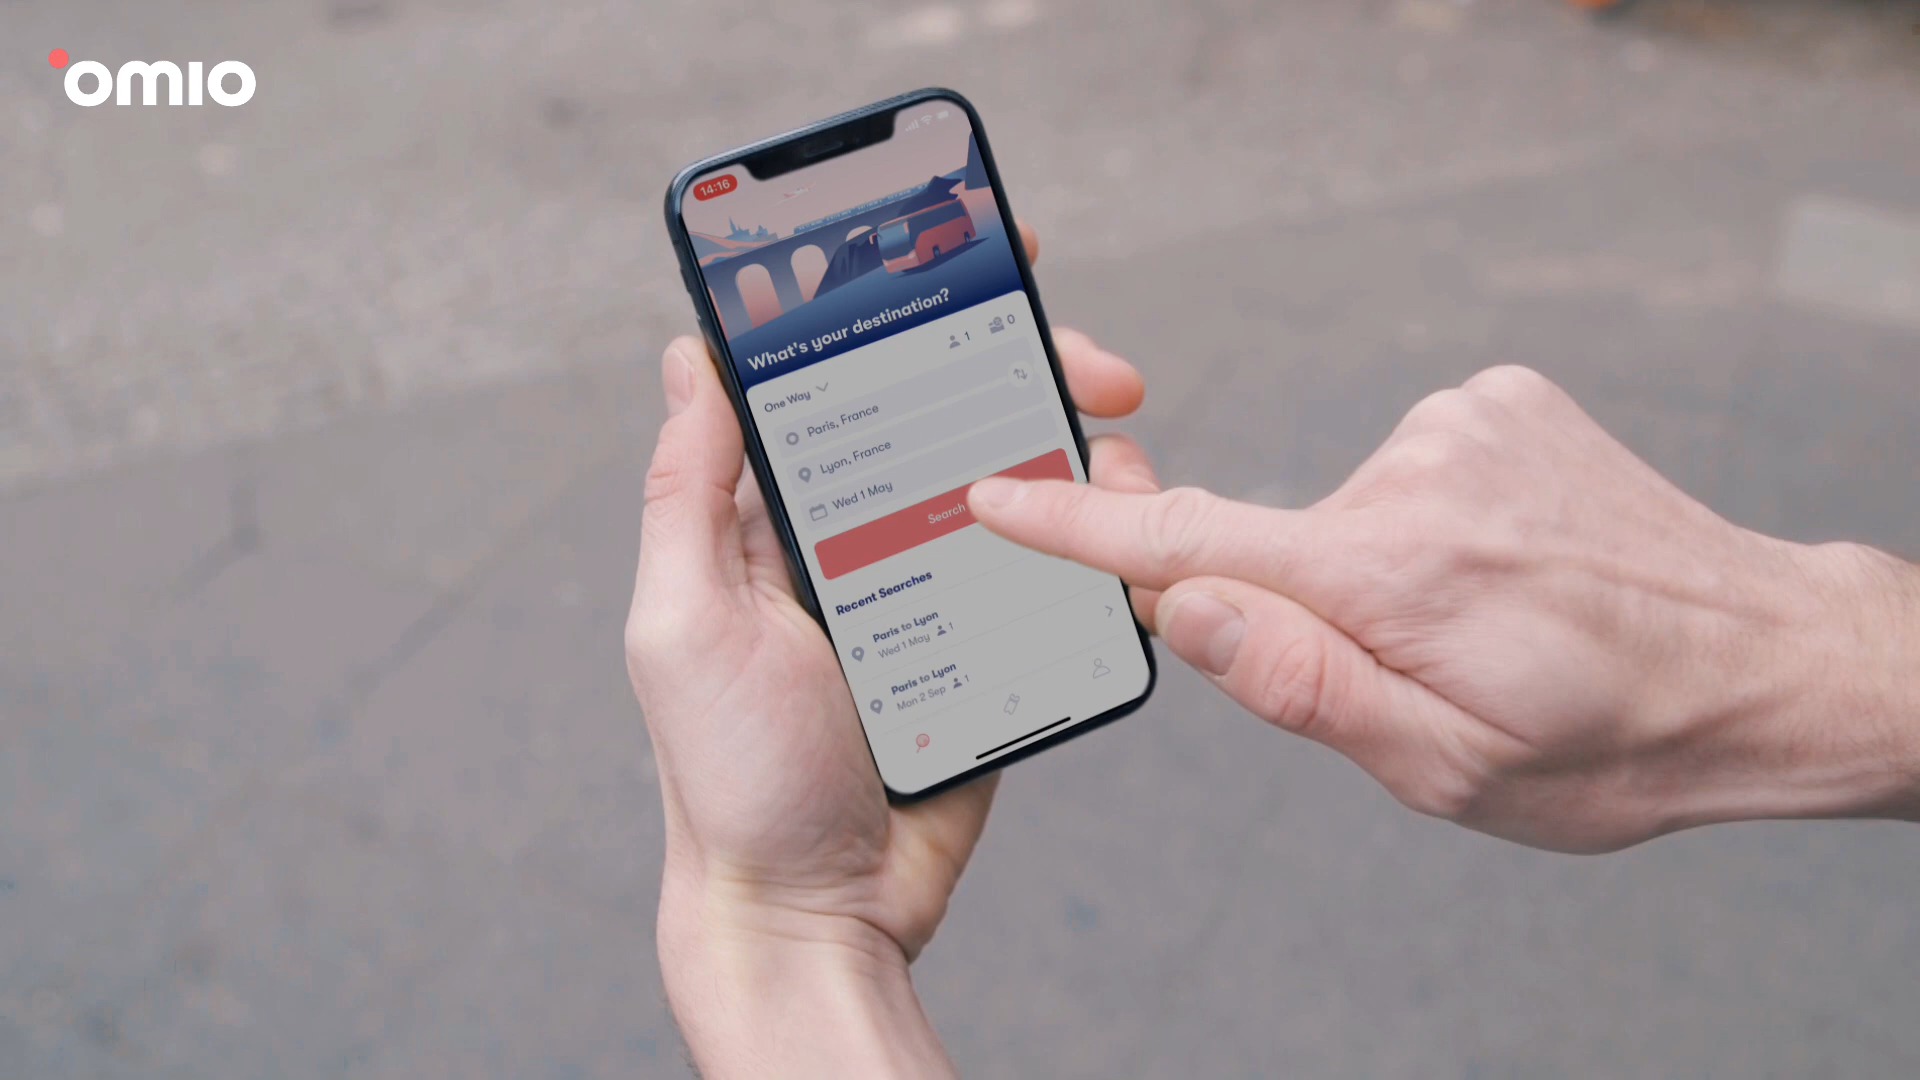 omio
14:16
What's your destination?
1
0
One Way
Paris, France
Lyon, France
Wed 1 May
Search
Recent Searches
Paris to Lyon
Wed 1 May 1
Paris to Lyon
Mon 2 Sep 1